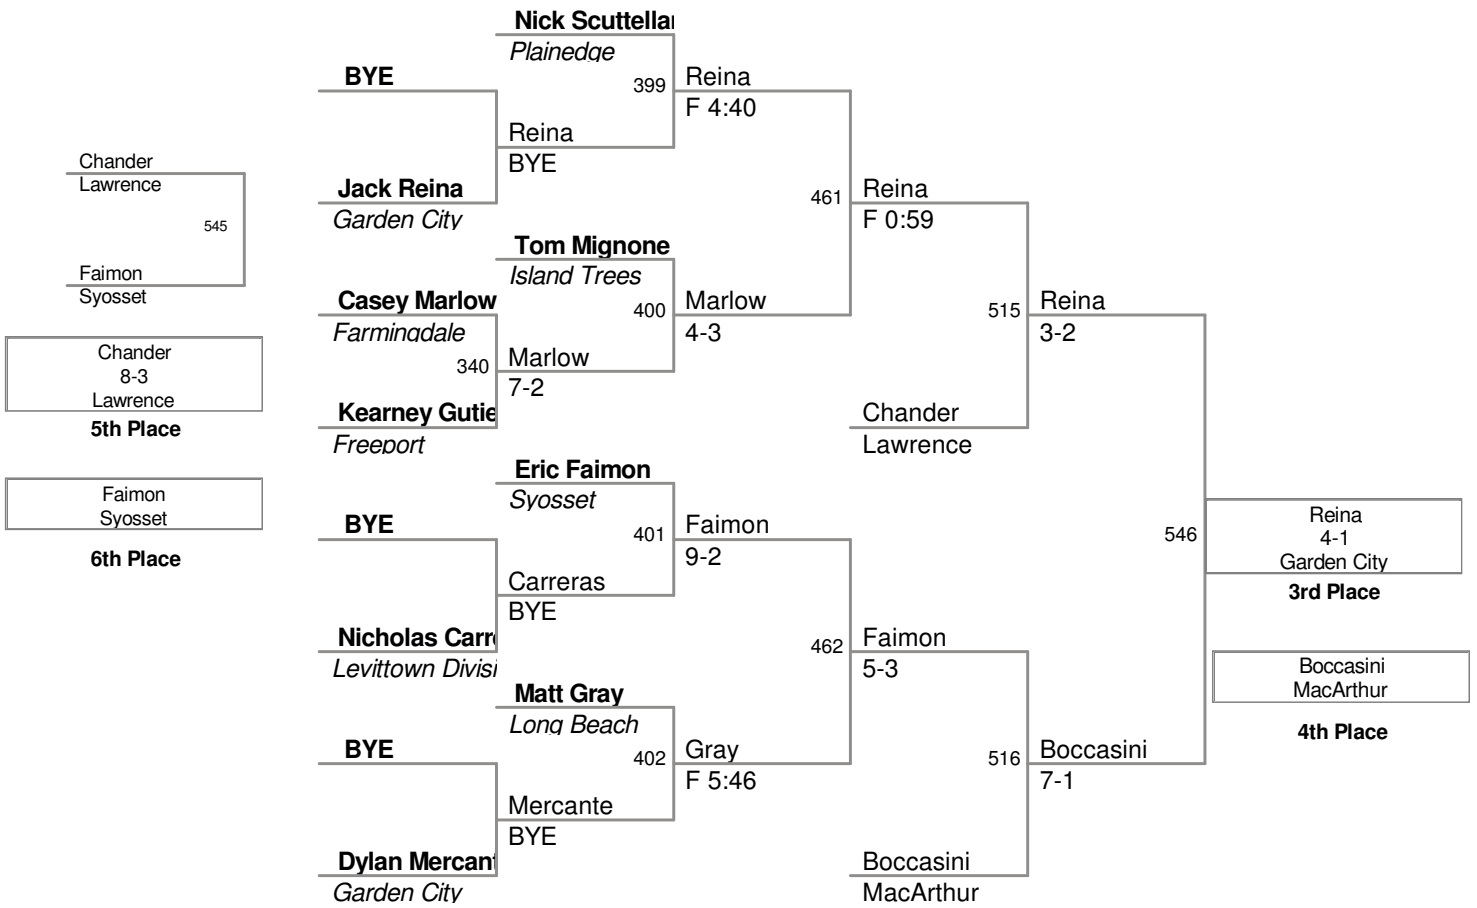 Nick Scuttella
Plainedge
BYE
399
Reina
F 4:40
Reina
BYE
Jack Reina
Garden City
461
Reina
F 0:59
Tom Mignone
Island Trees
Casey Marlow
Farmingdale
400
Marlow
4-3
340
Marlow
7-2
Kearney Gutie
Freeport
515
Reina
3-2
Chander
Lawrence
Eric Faimon
Syosset
BYE
401
Faimon
9-2
Carreras
BYE
Nicholas Carr
Levittown Divisi
462
Faimon
5-3
Matt Gray
Long Beach
BYE
402
Gray
F 5:46
Mercante
BYE
Dylan Mercant
Garden City
516
Boccasini
7-1
Boccasini
MacArthur
546
Reina
4-1
Garden City
3rd Place
Boccasini
MacArthur
4th Place
Chander
Lawrence
545
Faimon
Syosset
Chander
8-3
Lawrence
5th Place
Faimon
Syosset
6th Place